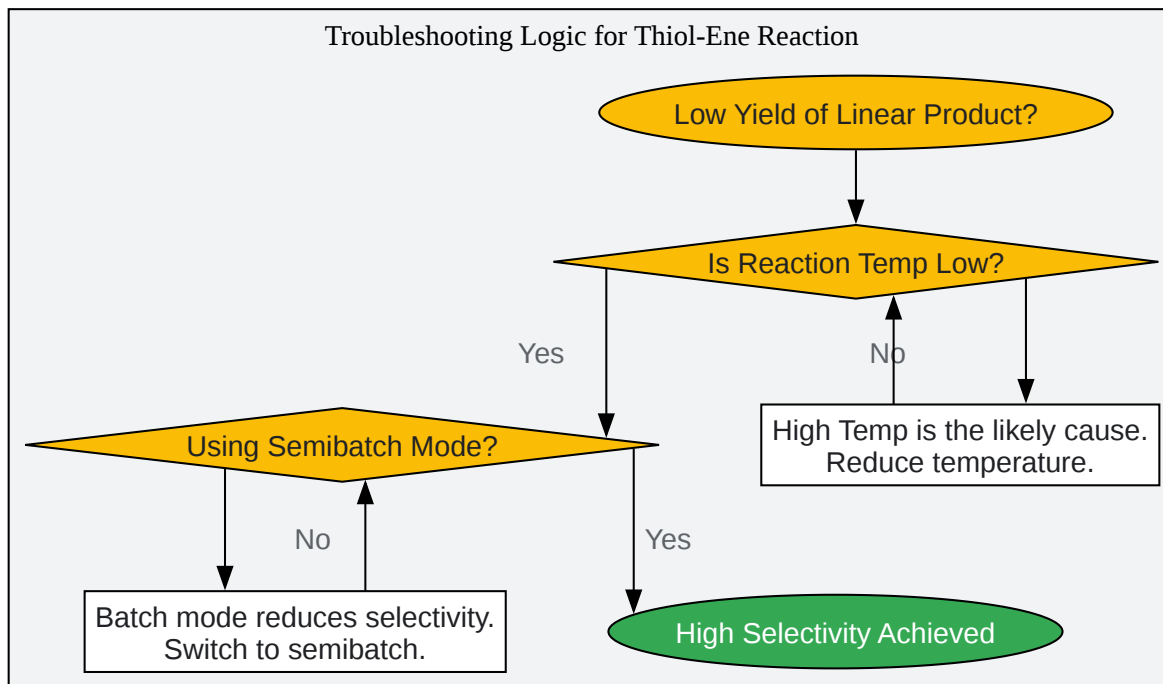 Troubleshooting Logic for Thiol-Ene Reaction
Low Yield of Linear Product?
Is Reaction Temp Low?
Yes
No
High Temp is the likely cause.
Reduce temperature.
Using Semibatch Mode?
No
Yes
Batch mode reduces selectivity.
Switch to semibatch.
High Selectivity Achieved